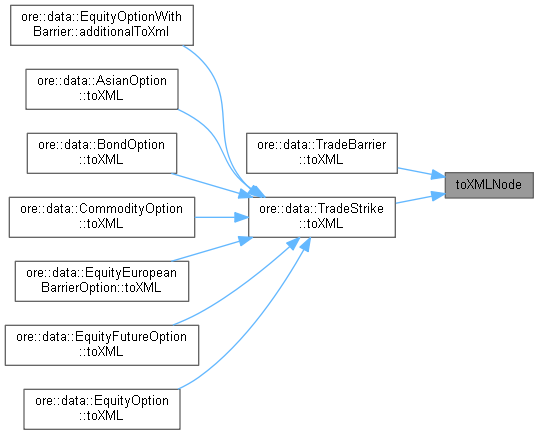 ore::data::EquityOptionWith
Barrier::additionalToXml
ore::data::AsianOption
::toXML
ore::data::BondOption
::toXML
ore::data::CommodityOption
::toXML
ore::data::EquityEuropean
BarrierOption::toXML
ore::data::EquityFutureOption
::toXML
ore::data::EquityOption
::toXML
ore::data::TradeBarrier
::toXML
ore::data::TradeStrike
::toXML
toXMLNode